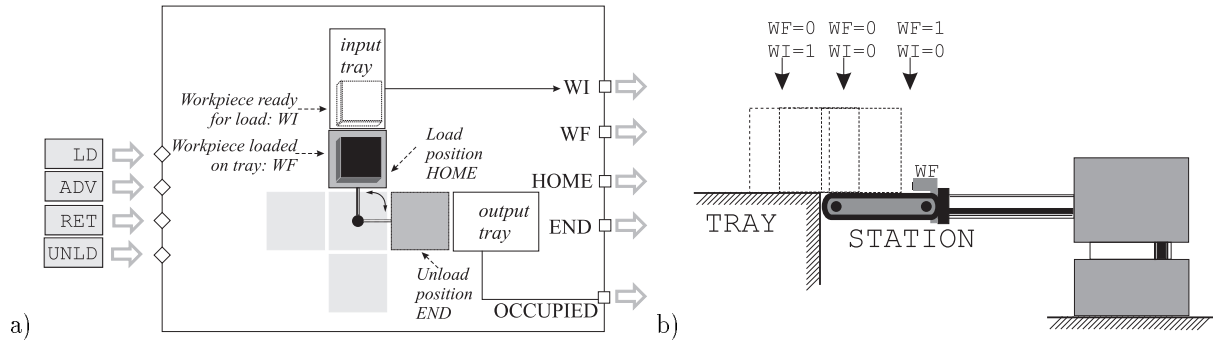 input
tray
Workpiece ready
for load: WI
Workpiece loaded
on tray: WF
Load
position
HOME
output
tray
Unload
position
END
LD
ADV
RET
UNLD
WI
WF
HOME
END
OCCUPIED
a)
WF=0 WF=0 WF=1
WI=1 WI=0 WI=0
WF
TRAY
STATION
b)